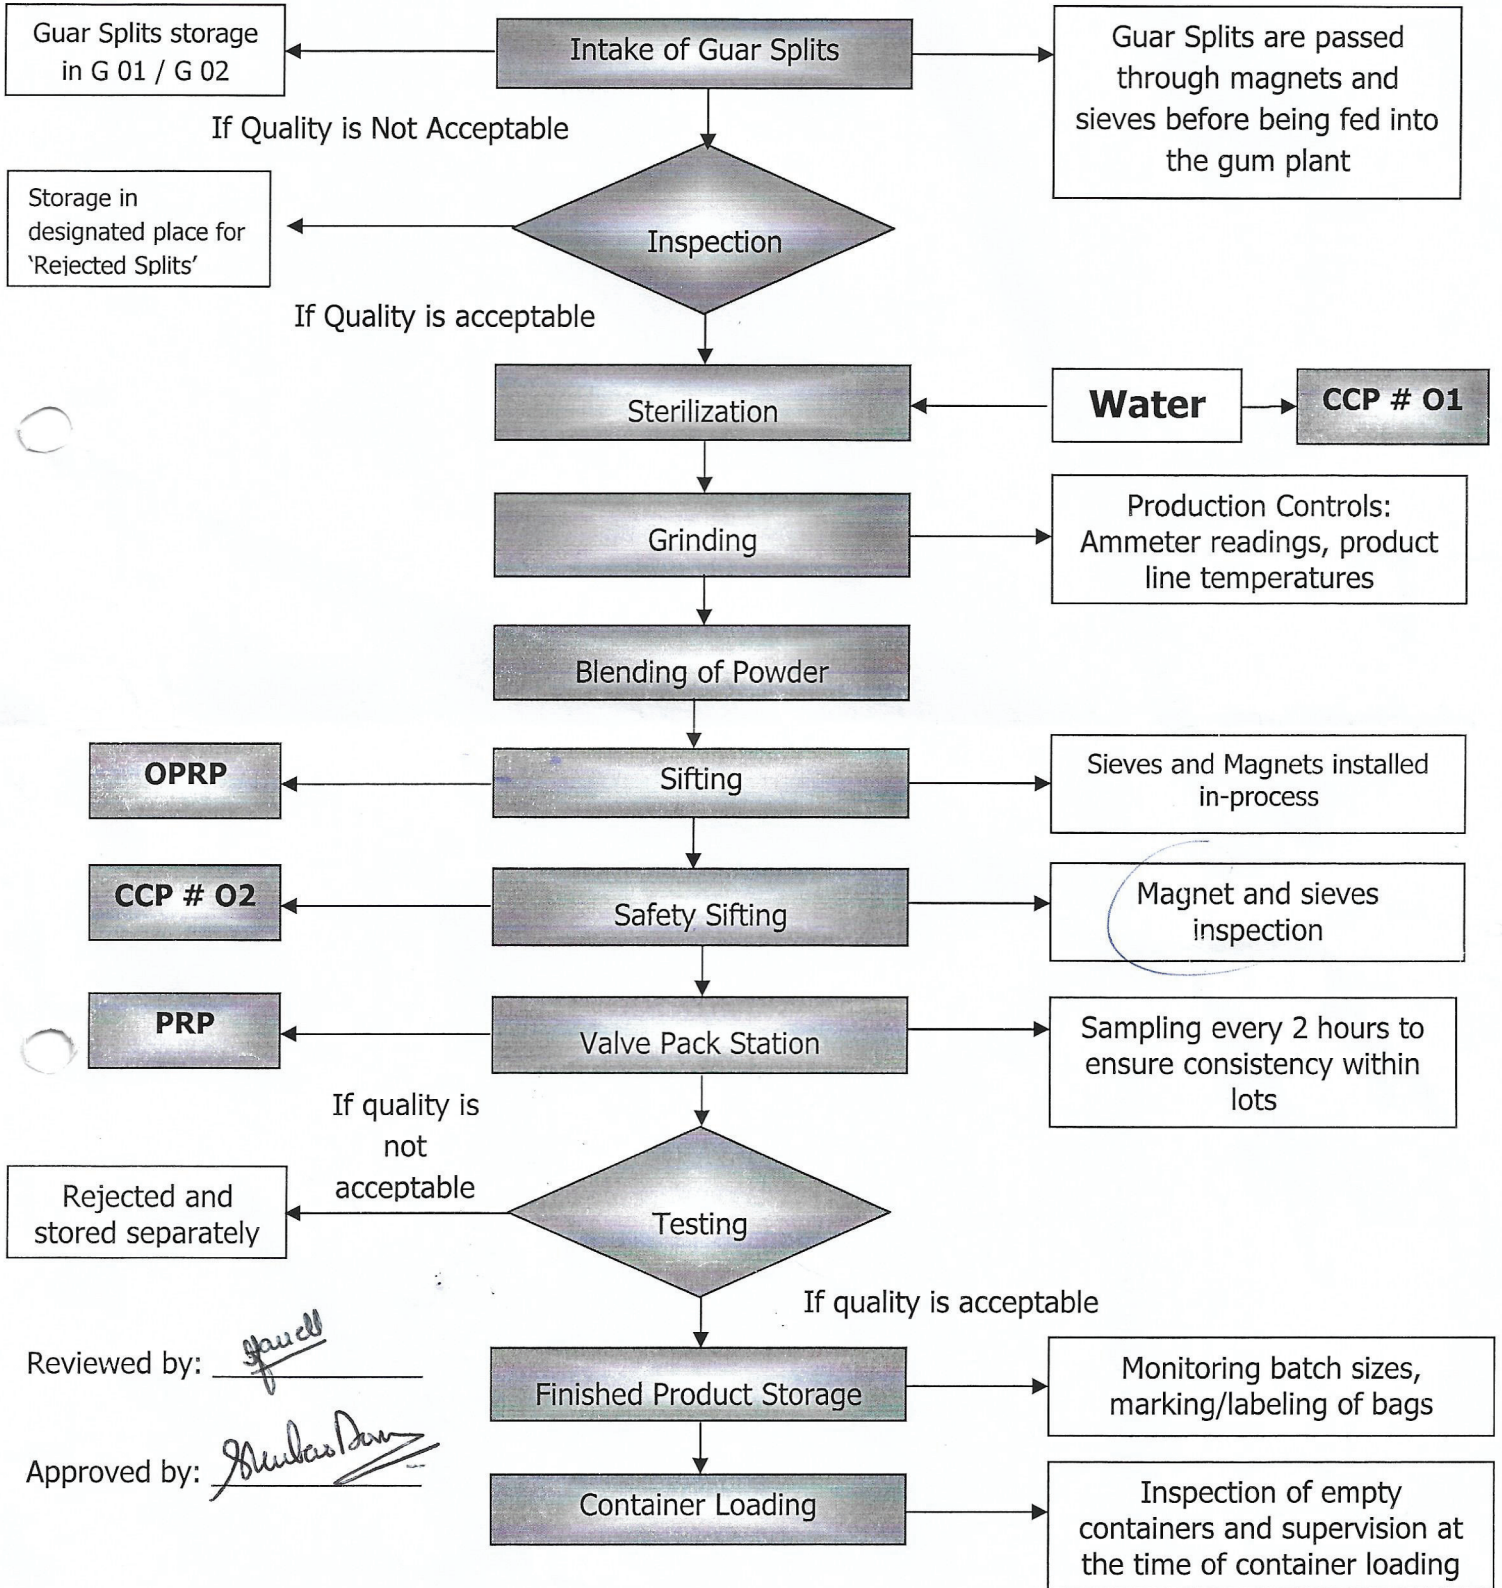 Guar Splits storage
in G 01 / G 02
Intake of Guar Splits
Guar Splits are passed
through magnets and
sieves before being fed into
the gum plant
If Quality is Not Acceptable
Storage in
designated place for
‘Rejected Splits’
Inspection
If Quality is acceptable
Sterilization
Water
CCP # O1
Grinding
Production Controls:
Ammeter readings, product
line temperatures
Blending of Powder
OPRP
Sifting
Sieves and Magnets installed
in-process
CCP # O2
Safety Sifting
Magnet and sieves
inspection
PRP
Valve Pack Station
Sampling every 2 hours to
ensure consistency within
lots
If quality is
not
acceptable
Rejected and
stored separately
Testing
If quality is acceptable
Reviewed by:
Finished Product Storage
Monitoring batch sizes,
marking/labeling of bags
Approved by:
Container Loading
Inspection of empty
containers and supervision at
the time of container loading